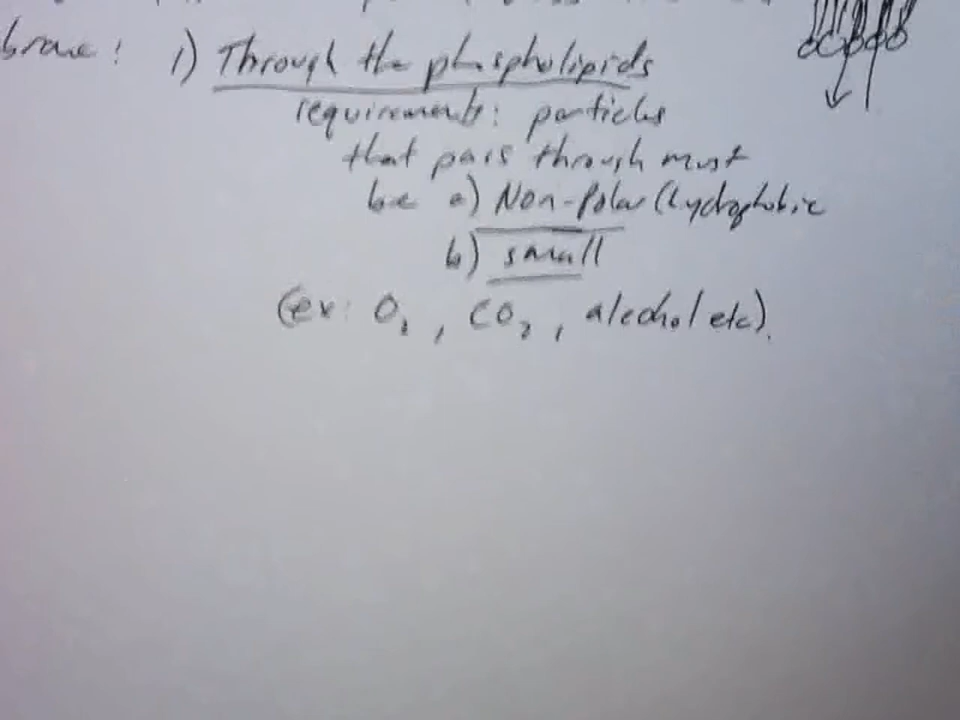 brane: 1) Through the phospholipids
requirements: particles
that pass through must
be a) Non-Polar (hydrophobic
b) small
(ex: O2, CO2, alcohol etc).